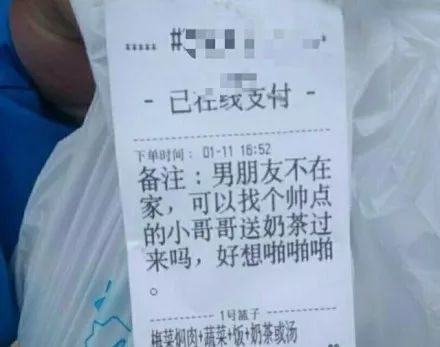 #
- 已在线支付 -
下单时间： 01-11 16:52
备注：男朋友不在
家，可以找个帅点
的小哥哥送奶茶过
来吗，好想啪啪啪
。
1号篮子
梅菜焖肉+蔬菜+饭+奶茶或汤